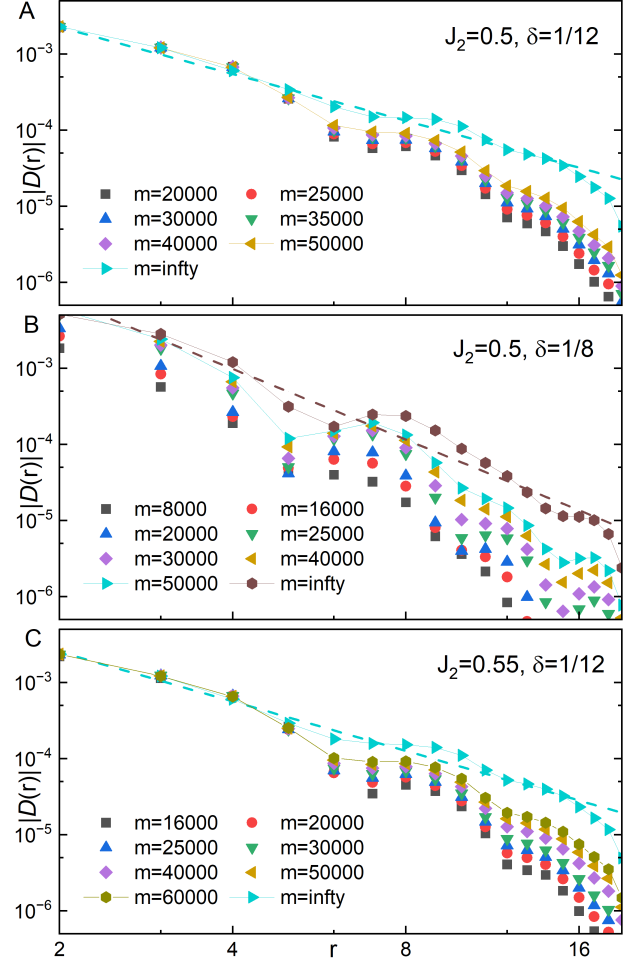 A
J₂=0.5, δ=1/12
10⁻³
10⁻⁴
10⁻⁵
10⁻⁶
|D(r)|
m=20000 m=25000
m=30000 m=35000
m=40000 m=50000
m=infty
B
J₂=0.5, δ=1/8
10⁻³
10⁻⁴
10⁻⁵
10⁻⁶
|D(r)|
m=8000 m=16000
m=20000 m=25000
m=30000 m=40000
m=50000 m=infty
C
J₂=0.55, δ=1/12
10⁻³
10⁻⁴
10⁻⁵
10⁻⁶
|D(r)|
m=16000 m=20000
m=25000 m=30000
m=40000 m=50000
m=60000 m=infty
2 4 r 8 16